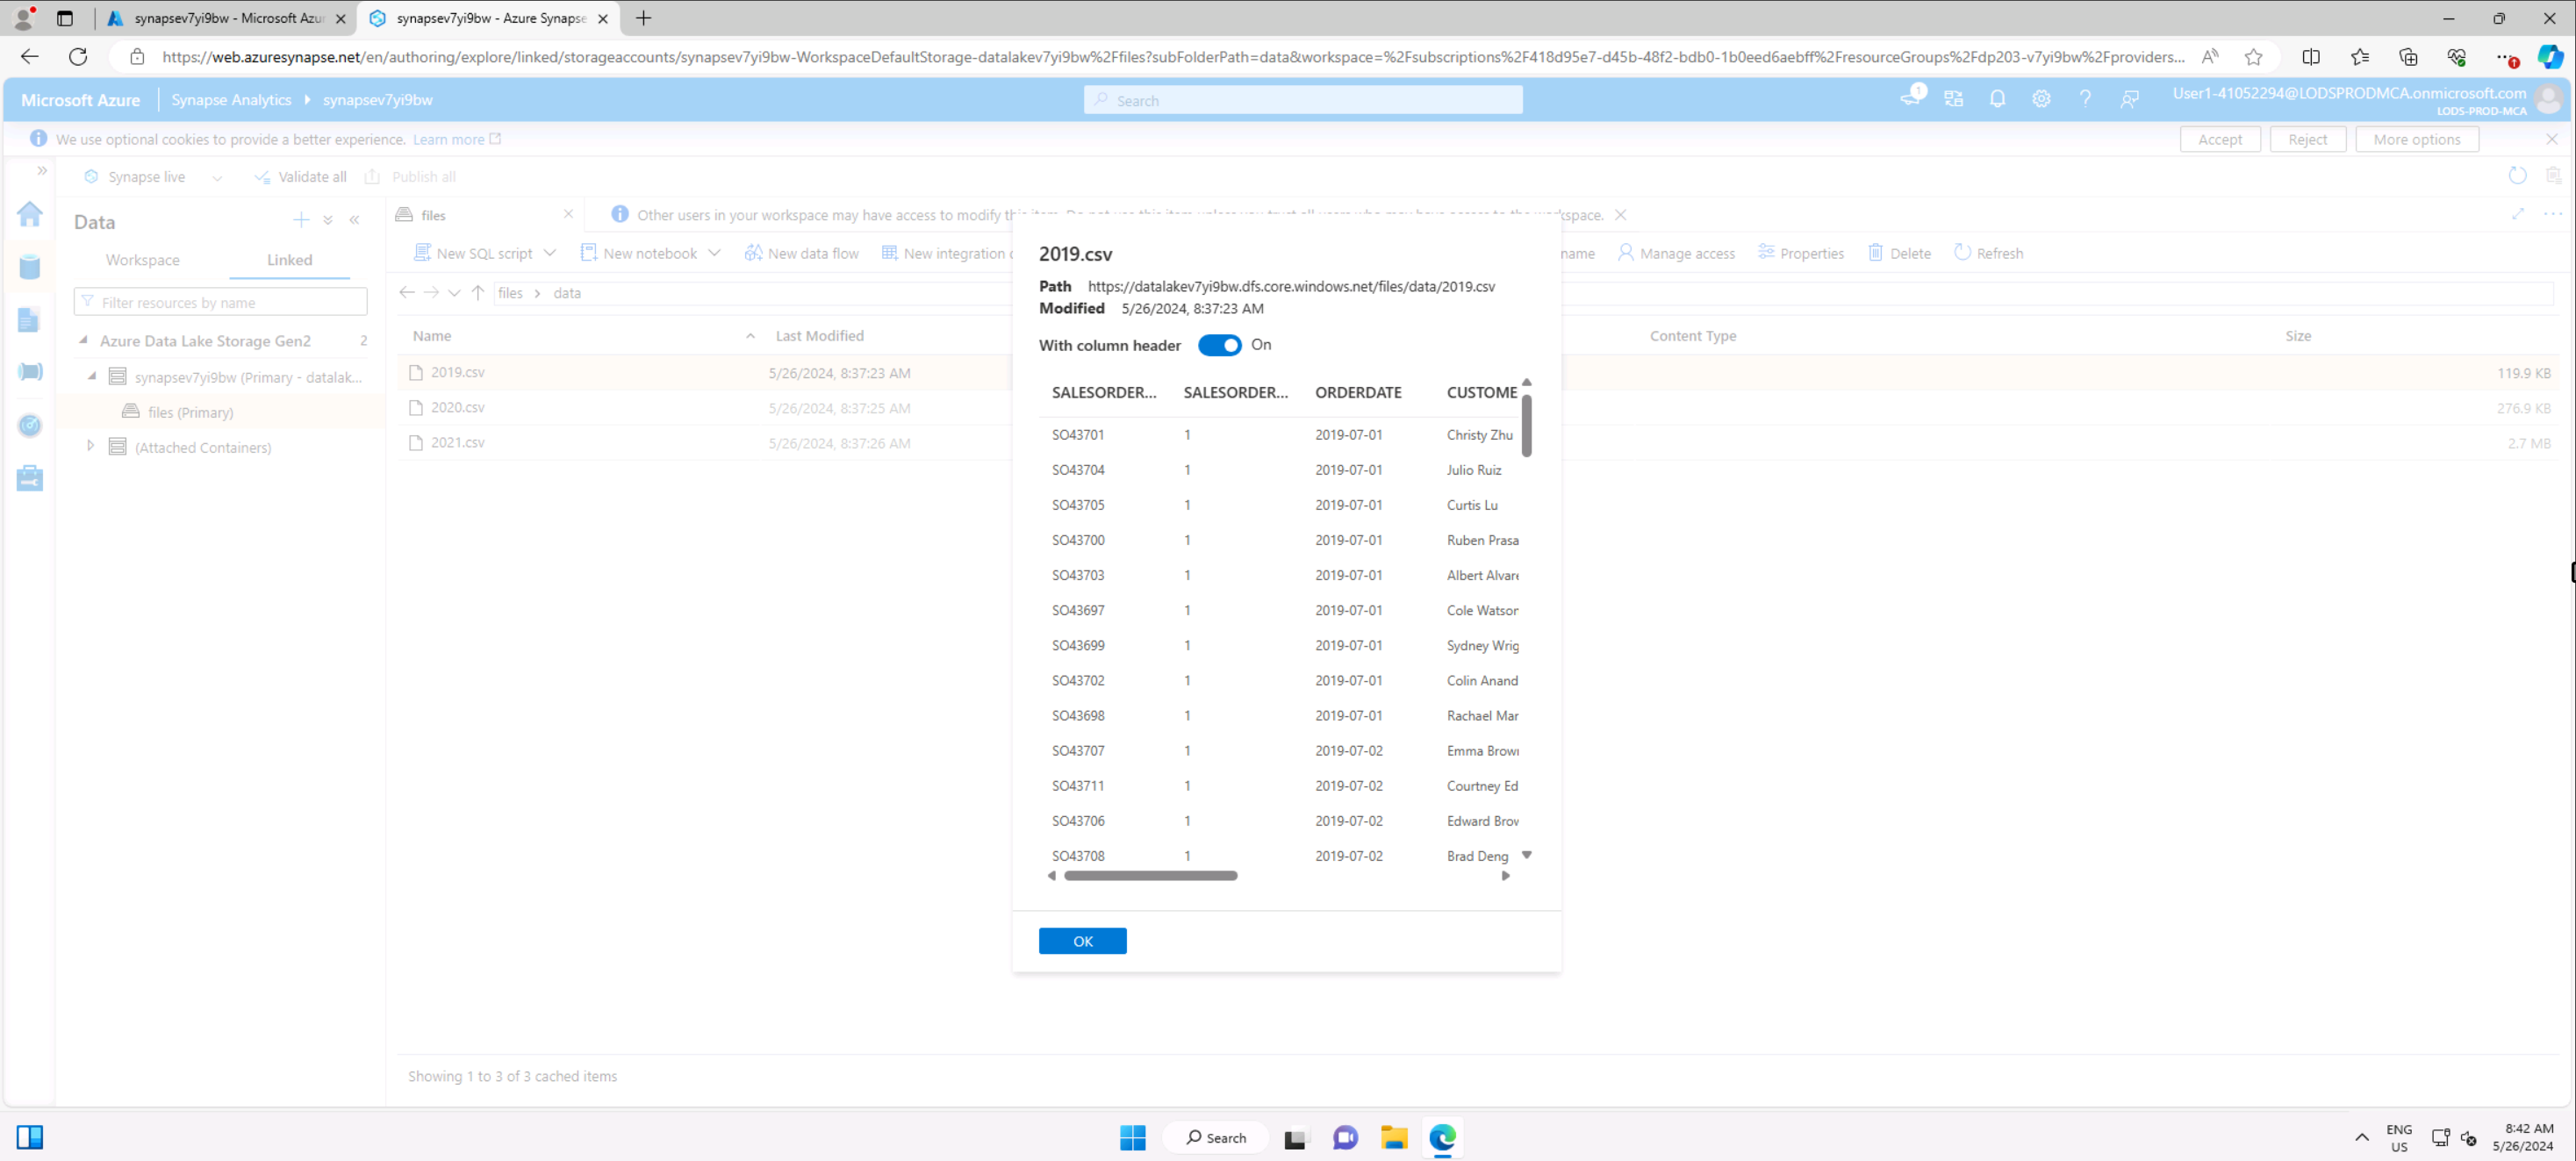 synapsev7yi9bw - Microsoft Azur
synapsev7yi9bw - Azure Synapse
https://web.azuresynapse.net/en/authoring/explore/linked/storageaccounts/synapsev7yi9bw-WorkspaceDefaultStorage-datalakev7yi9bw%2Ffiles?subFolderPath=data&workspace=%2Fsubscriptions%2F418d95e7-d45b-48f2-bdb0-1b0eed6aebff%2FresourceGroups%2Fdp203-v7yi9bw%2Fproviders...
Microsoft Azure
Synapse Analytics
synapsev7yi9bw
Search
1
User1-41052294@LODSPRODMCA.onmicrosoft.com
LODS-PROD-MCA
We use optional cookies to provide a better experience. Learn more
Accept
Reject
More options
Synapse live
Validate all
Publish all
Data
Workspace
Linked
Filter resources by name
Azure Data Lake Storage Gen2 2
synapsev7yi9bw (Primary - datalak...
files (Primary)
(Attached Containers)
files
Other users in your workspace may have access to modify
New SQL script
New notebook
New data flow
New integration
name
Manage access
Properties
Delete
Refresh
files > data
Name Last Modified Content Type Size
2019.csv 5/26/2024, 8:37:23 AM 119.9 KB
2020.csv 5/26/2024, 8:37:25 AM 276.9 KB
2021.csv 5/26/2024, 8:37:26 AM 2.7 MB
2019.csv
Path https://datalakev7yi9bw.dfs.core.windows.net/files/data/2019.csv
Modified 5/26/2024, 8:37:23 AM
With column header On
SALESORDER... SALESORDER... ORDERDATE CUSTOME
SO43701 1 2019-07-01 Christy Zhu
SO43704 1 2019-07-01 Julio Ruiz
SO43705 1 2019-07-01 Curtis Lu
SO43700 1 2019-07-01 Ruben Prasa
SO43703 1 2019-07-01 Albert Alvar
SO43697 1 2019-07-01 Cole Watsor
SO43699 1 2019-07-01 Sydney Wrig
SO43702 1 2019-07-01 Colin Anand
SO43698 1 2019-07-01 Rachael Mar
SO43707 1 2019-07-02 Emma Brow
SO43711 1 2019-07-02 Courtney Ed
SO43706 1 2019-07-02 Edward Brov
SO43708 1 2019-07-02 Brad Deng
OK
Showing 1 to 3 of 3 cached items
Search
ENG
US
8:42 AM
5/26/2024